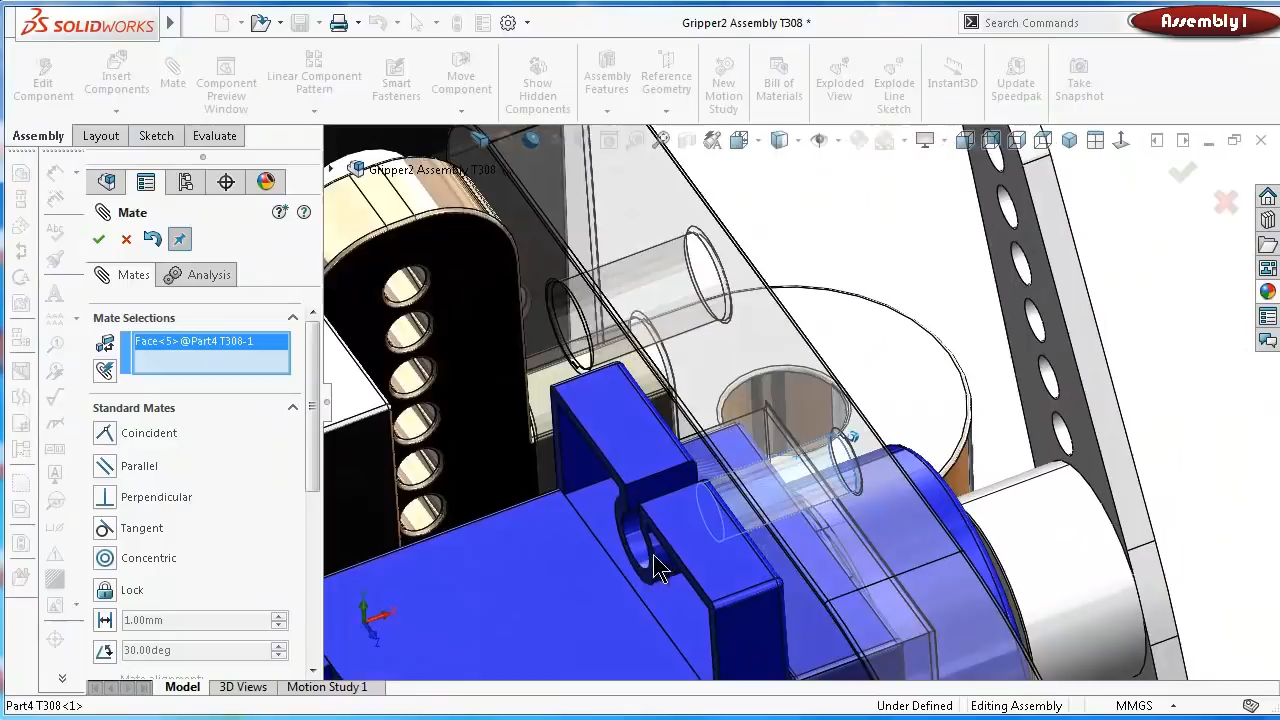 SOLIDWORKS
Gripper2 Assembly T308 *
Search Commands
Assembly1
Edit Component
Insert Components
Mate
Component Preview Window
Linear Component Pattern
Smart Fasteners
Move Component
Show Hidden Components
Assembly Features
Reference Geometry
New Motion Study
Bill of Materials
Exploded View
Explode Line Sketch
Instant3D
Update Speedpak
Take Snapshot
Assembly
Layout
Sketch
Evaluate
Gripper2 Assembly T308
Mate
Mates
Analysis
Mate Selections
Face<5>@Part4 T308-1
Standard Mates
Coincident
Parallel
Perpendicular
Tangent
Concentric
Lock
1.00mm
30.00deg
Model
3D Views
Motion Study 1
Part4 T308<1>
Under Defined
Editing Assembly
MMGS